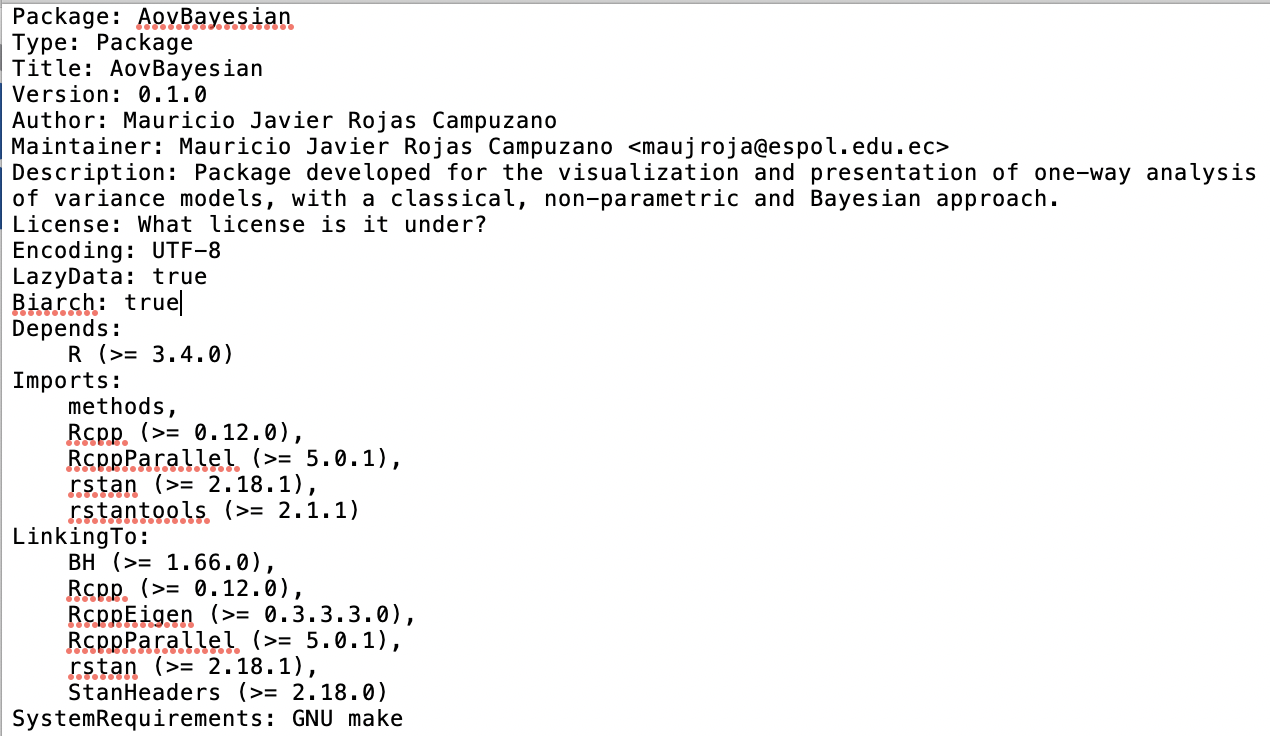 Package: AovBayesian
Type: Package
Title: AovBayesian
Version: 0.1.0
Author: Mauricio Javier Rojas Campuzano
Maintainer: Mauricio Javier Rojas Campuzano <maujroja@espol.edu.ec>
Description: Package developed for the visualization and presentation of one-way analysis
of variance models, with a classical, non-parametric and Bayesian approach.
License: What license is it under?
Encoding: UTF-8
LazyData: true
Biarch: true
Depends:
    R (>= 3.4.0)
Imports:
    methods,
    Rcpp (>= 0.12.0),
    RcppParallel (>= 5.0.1),
    rstan (>= 2.18.1),
    rstantools (>= 2.1.1)
LinkingTo:
    BH (>= 1.66.0),
    Rcpp (>= 0.12.0),
    RcppEigen (>= 0.3.3.3.0),
    RcppParallel (>= 5.0.1),
    rstan (>= 2.18.1),
    StanHeaders (>= 2.18.0)
SystemRequirements: GNU make